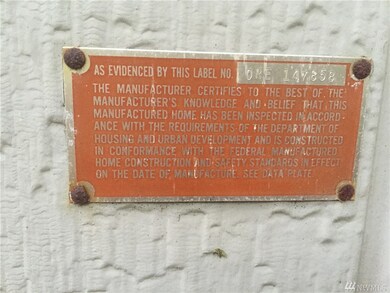 AS EVIDENCED BY THIS LABEL NO.
THE MANUFACTURER CERTIFIES TO THE BEST OF THE
MANUFACTURER'S KNOWLEDGE AND BELIEF THAT THIS
MANUFACTURED HOME HAS BEEN INSPECTED IN ACCORD-
ANCE WITH THE REQUIREMENTS OF THE DEPARTMENT OF
HOUSING AND URBAN DEVELOPMENT AND IS CONSTRUCTED
IN CONFORMANCE WITH THE FEDERAL MANUFACTURED
HOME CONSTRUCTION AND SAFETY STANDARDS IN EFFECT
ON THE DATE OF MANUFACTURE. SEE DATA PLATE.
NWMLS